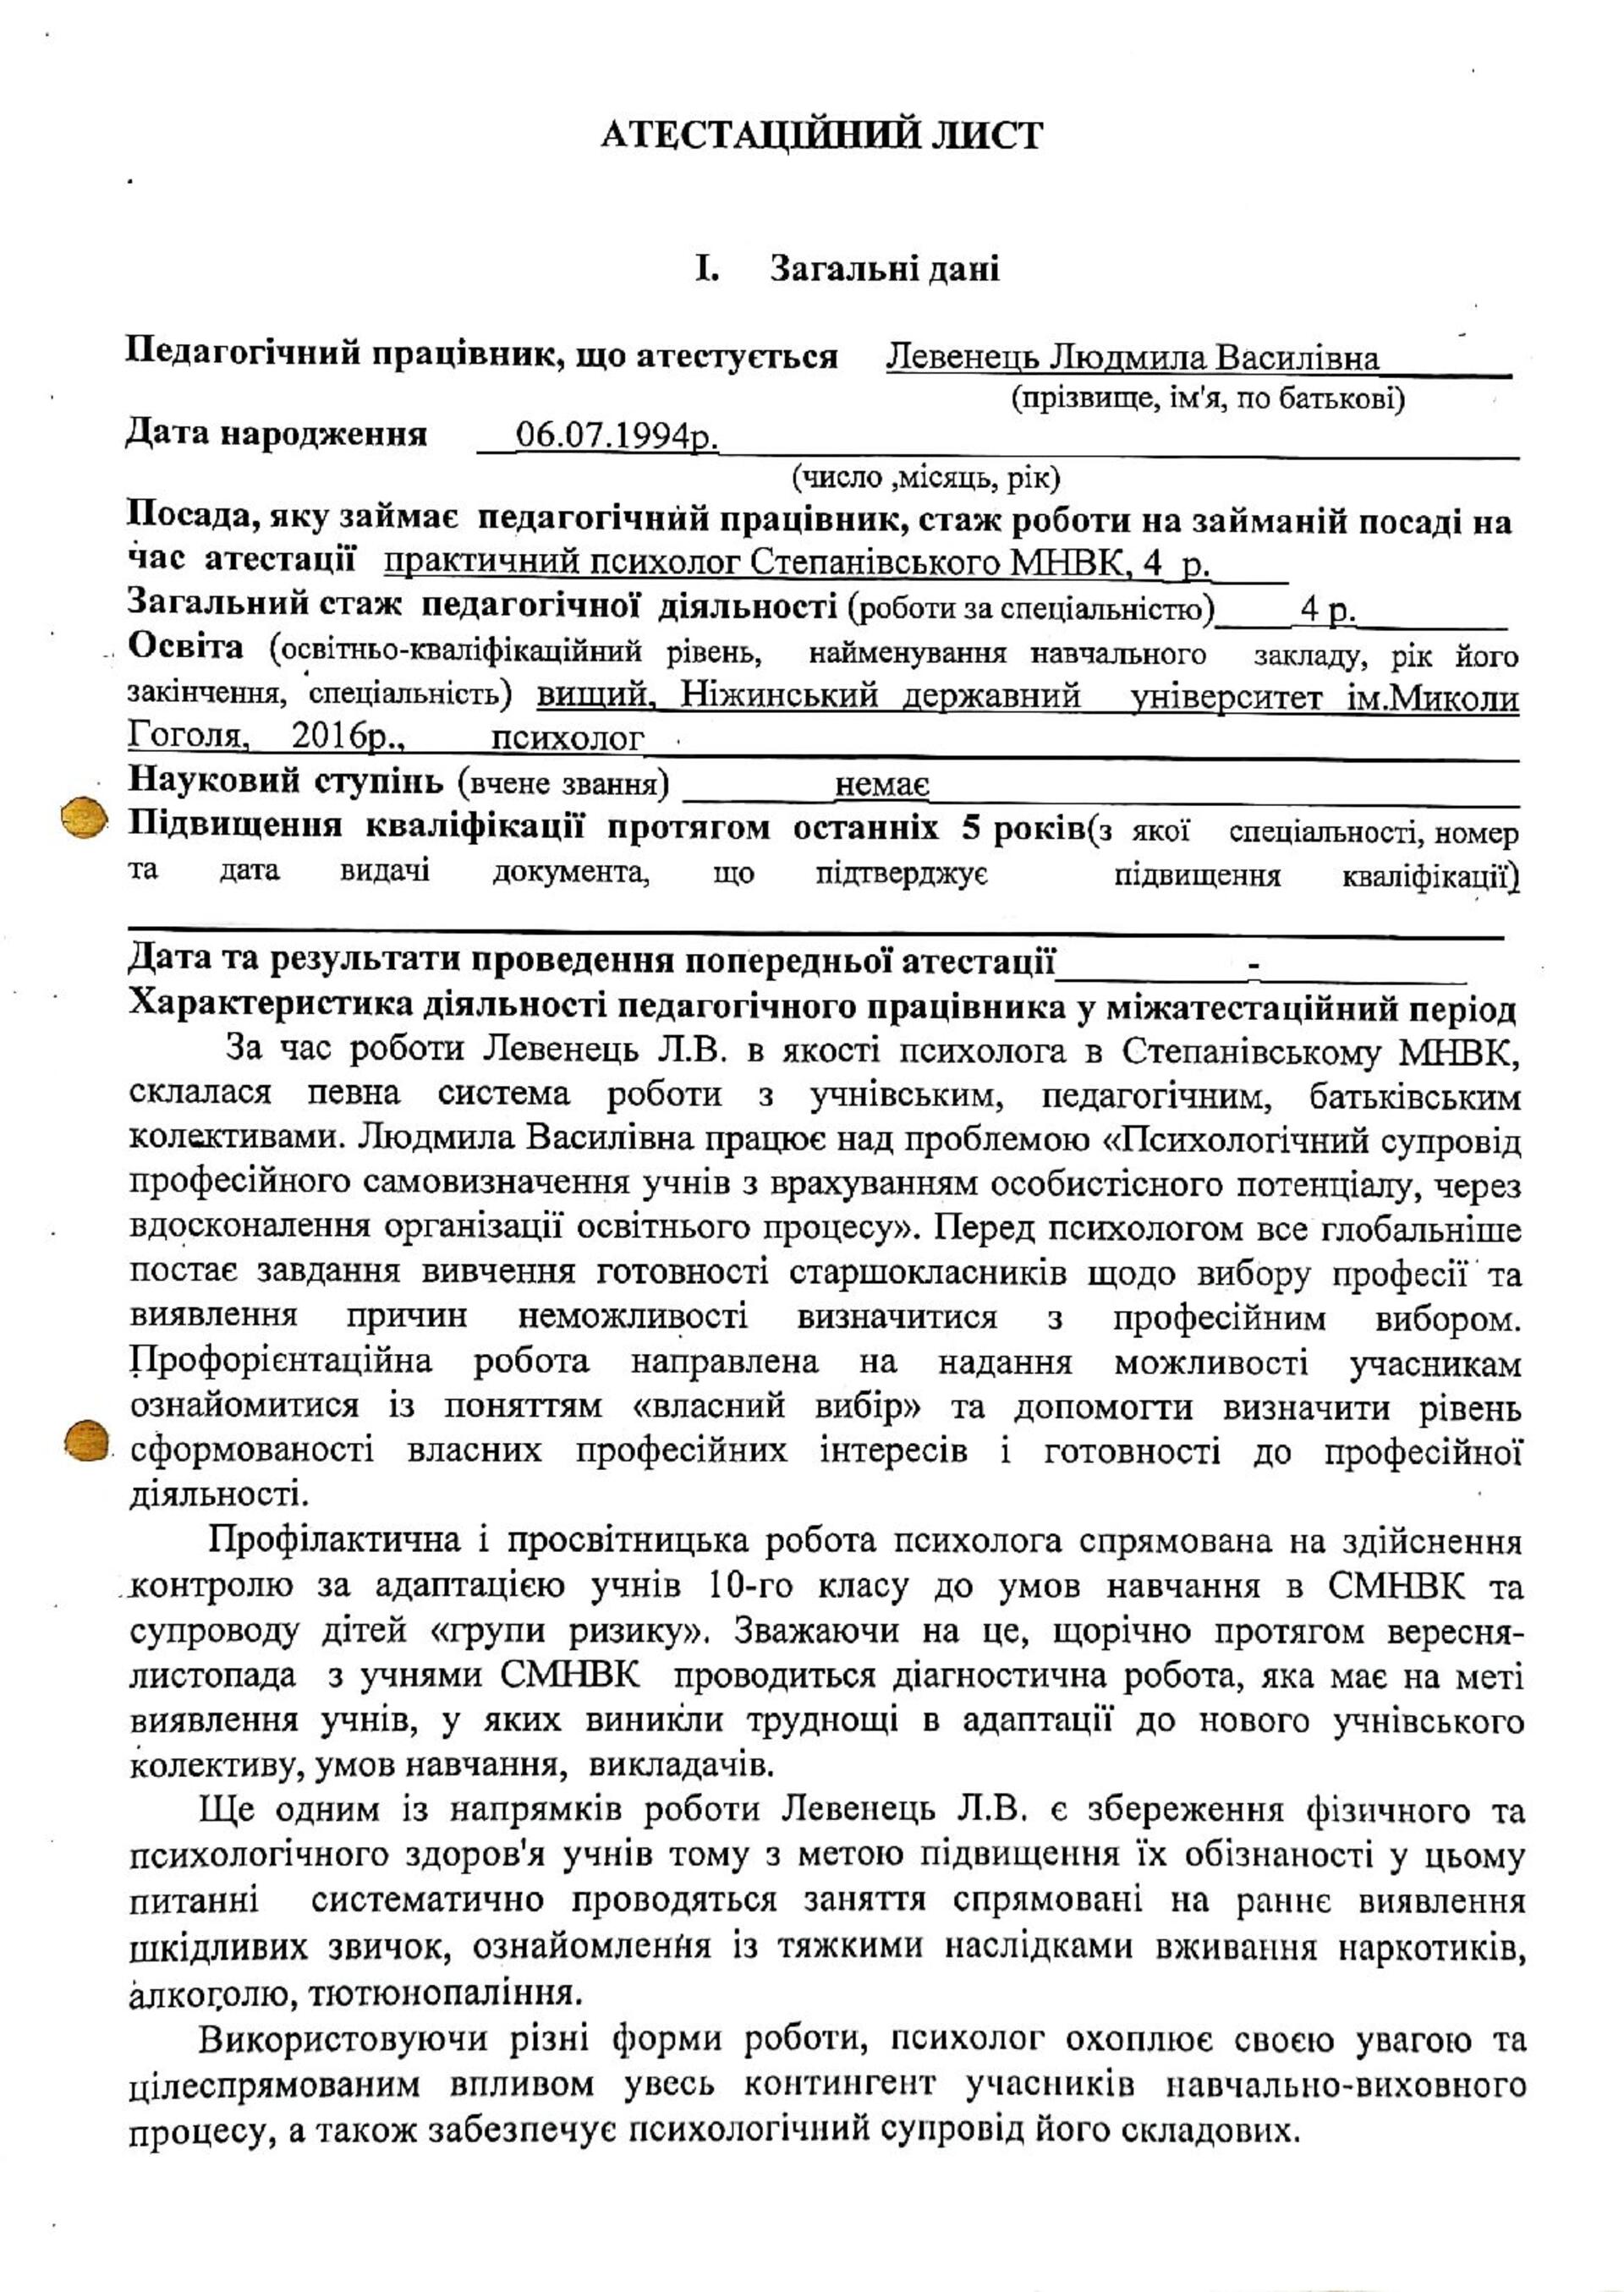 АТЕСТАЦІЙНИЙ ЛИСТ
I. Загальні дані
Педагогічний працівник, що атестується Левенець Людмила Василівна
(прізвище, ім'я, по батькові)
Дата народження 06.07.1994р.
(число ,місяць, рік)
Посада, яку займає педагогічний працівник, стаж роботи на займаній посаді на
час атестації практичний психолог Степанівського МНВК, 4 р.
Загальний стаж педагогічної діяльності (роботи за спеціальністю) 4 р.
Освіта (освітньо-кваліфікаційний рівень, найменування навчального закладу, рік його
закінчення, спеціальність) вищий, Ніжинський державний університет ім.Миколи
Гоголя, 2016р., психолог
Науковий ступінь (вчене звання) немає
Підвищення кваліфікації протягом останніх 5 років(з якої спеціальності, номер
та дата видачі документа, що підтверджує підвищення кваліфікації)
Дата та результати проведення попередньої атестації -
Характеристика діяльності педагогічного працівника у міжатестаційний період
За час роботи Левенець Л.В. в якості психолога в Степанівському МНВК,
склалася певна система роботи з учнівським, педагогічним, батьківським
колективами. Людмила Василівна працює над проблемою «Психологічний супровід
професійного самовизначення учнів з врахуванням особистісного потенціалу, через
вдосконалення організації освітнього процесу». Перед психологом все глобальніше
постає завдання вивчення готовності старшокласників щодо вибору професії та
виявлення причин неможливості визначитися з професійним вибором.
Профорієнтаційна робота направлена на надання можливості учасникам
ознайомитися із поняттям «власний вибір» та допомогти визначити рівень
сформованості власних професійних інтересів і готовності до професійної
діяльності.
Профілактична і просвітницька робота психолога спрямована на здійснення
контролю за адаптацією учнів 10-го класу до умов навчання в СМНВК та
супроводу дітей «групи ризику». Зважаючи на це, щорічно протягом вересня-
листопада з учнями СМНВК проводиться діагностична робота, яка має на меті
виявлення учнів, у яких виникли труднощі в адаптації до нового учнівського
колективу, умов навчання, викладачів.
Ще одним із напрямків роботи Левенець Л.В. є збереження фізичного та
психологічного здоров'я учнів тому з метою підвищення їх обізнаності у цьому
питанні систематично проводяться заняття спрямовані на раннє виявлення
шкідливих звичок, ознайомлення із тяжкими наслідками вживання наркотиків,
алкоголю, тютюнопаління.
Використовуючи різні форми роботи, психолог охоплює своєю увагою та
цілеспрямованим впливом увесь контингент учасників навчально-виховного
процесу, а також забезпечує психологічний супровід його складових.